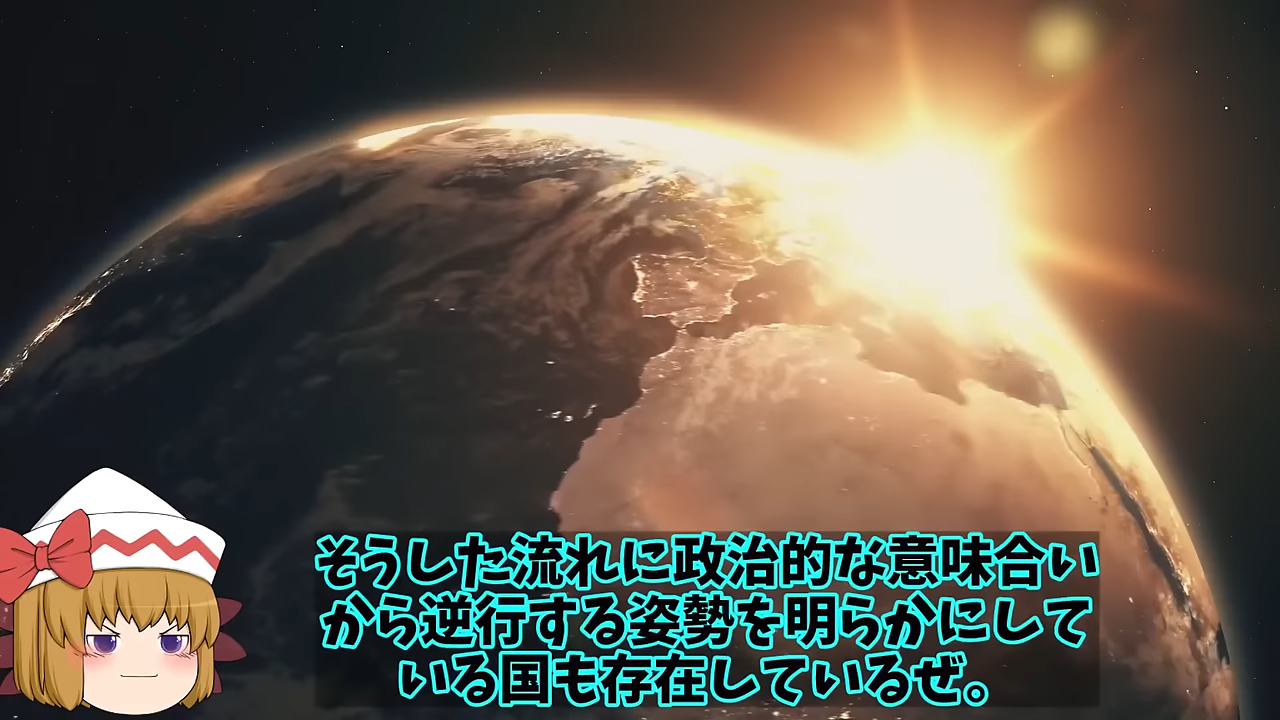 そうした流れに政治的な意味合い
から逆行する姿勢を明らかにして
いる国も存在しているぜ。